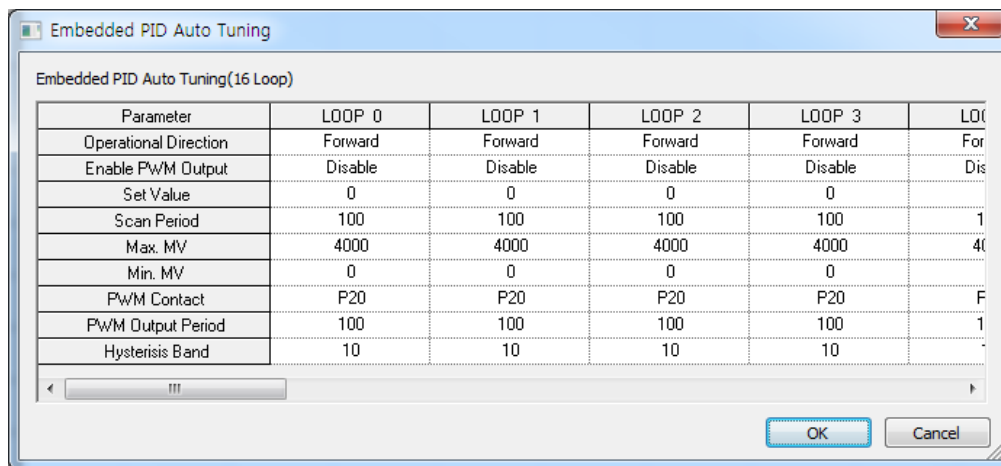 Embedded PID Auto Tuning
Embedded PID Auto Tuning(16 Loop)
Parameter LOOP 0 LOOP 1 LOOP 2 LOOP 3
Operational Direction Forward Forward Forward Forward
Enable PWM Output Disable Disable Disable Disable
Set Value 0 0 0 0
Scan Period 100 100 100 100
Max. MV 4000 4000 4000 4000
Min. MV 0 0 0 0
PWM Contact P20 P20 P20 P20
PWM Output Period 100 100 100 100
Hysterisis Band 10 10 10 10
OK Cancel